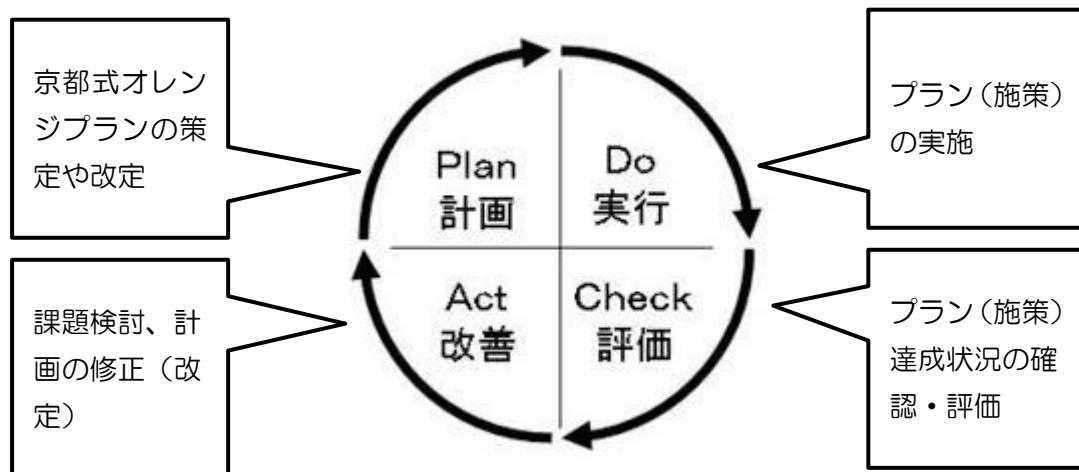 京都式オレン
ジプランの策
定や改定
Plan
計画
Do
実行
プラン（施策）
の実施
課題検討、計
画の修正（改
定）
Act
改善
Check
評価
プラン（施策）
達成状況の確
認・評価